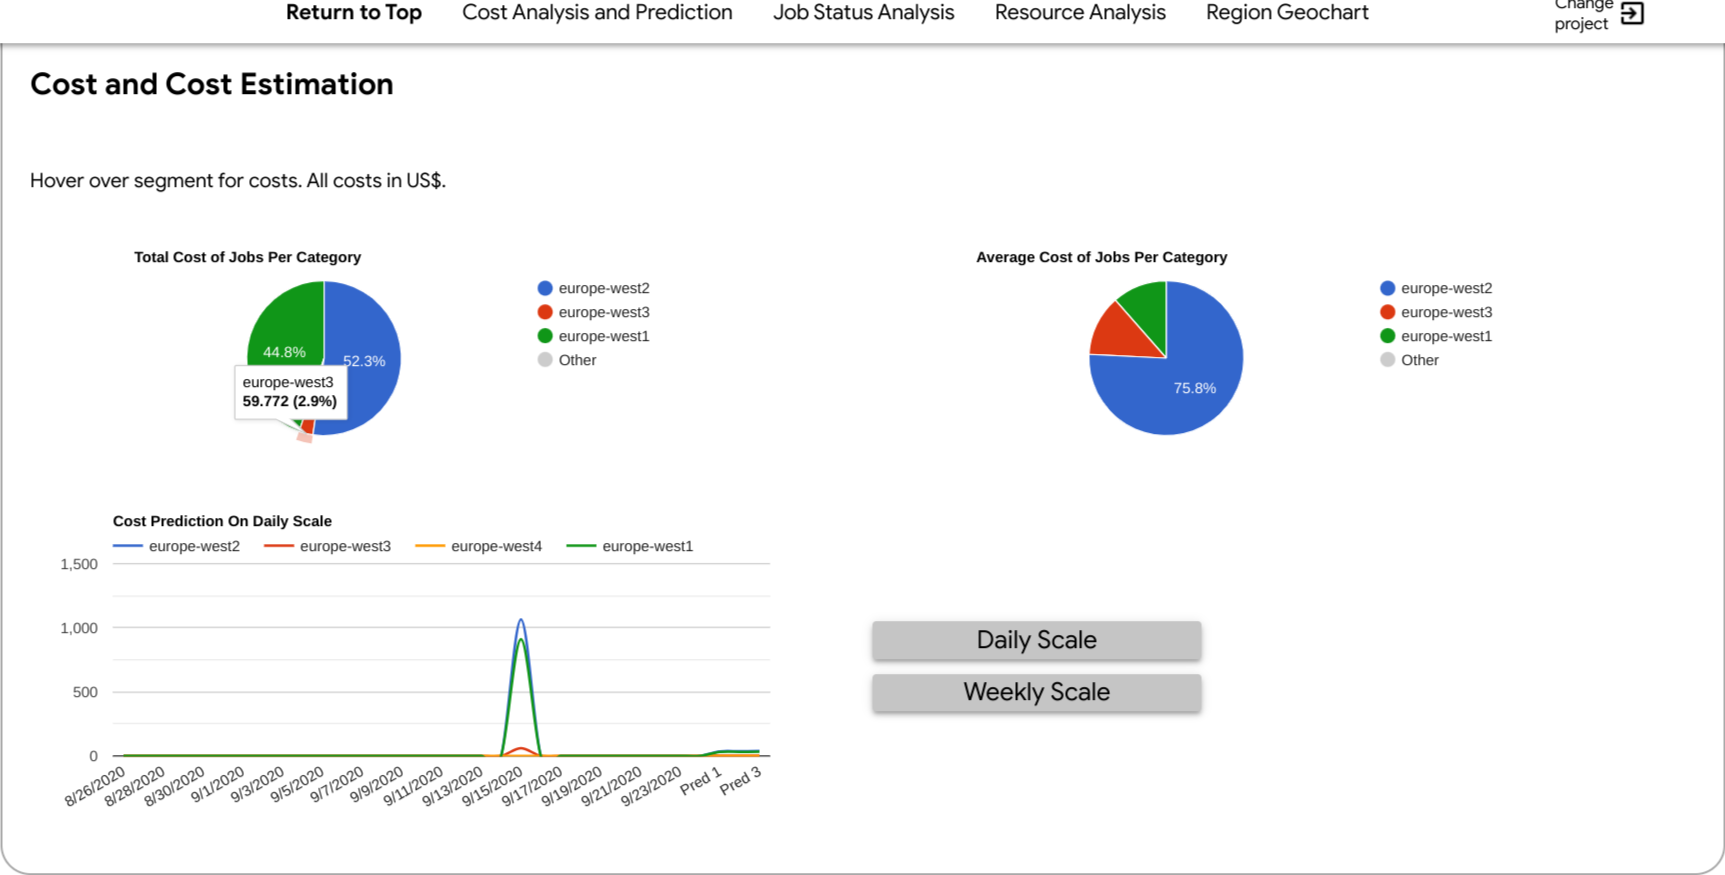 Return to Top
Cost Analysis and Prediction
Job Status Analysis
Resource Analysis
Region Geochart
Change
project
Cost and Cost Estimation
Hover over segment for costs. All costs in US$.
Total Cost of Jobs Per Category
44.8%
52.3%
europe-west3
59.772 (2.9%)
europe-west2
europe-west3
europe-west1
Other
Average Cost of Jobs Per Category
75.8%
europe-west2
europe-west3
europe-west1
Other
Cost Prediction On Daily Scale
europe-west2
europe-west3
europe-west4
europe-west1
1,500
1,000
500
0
8/26/2020
8/28/2020
8/30/2020
9/1/2020
9/3/2020
9/5/2020
9/7/2020
9/9/2020
9/11/2020
9/13/2020
9/15/2020
9/17/2020
9/19/2020
9/21/2020
9/23/2020
Pred 1
Pred 3
Daily Scale
Weekly Scale